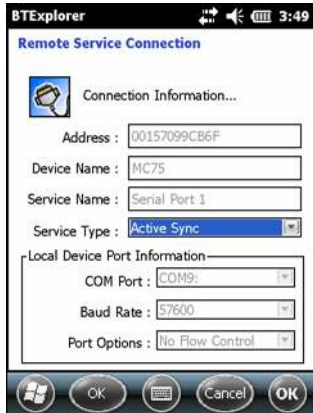 BTExplorer 3:49
Remote Service Connection
Connection Information...
Address : 00157099CB6F
Device Name : MC75
Service Name : Serial Port 1
Service Type : Active Sync
Local Device Port Information
COM Port : COM9:
Baud Rate : 57600
Port Options : No Flow Control
OK Cancel OK